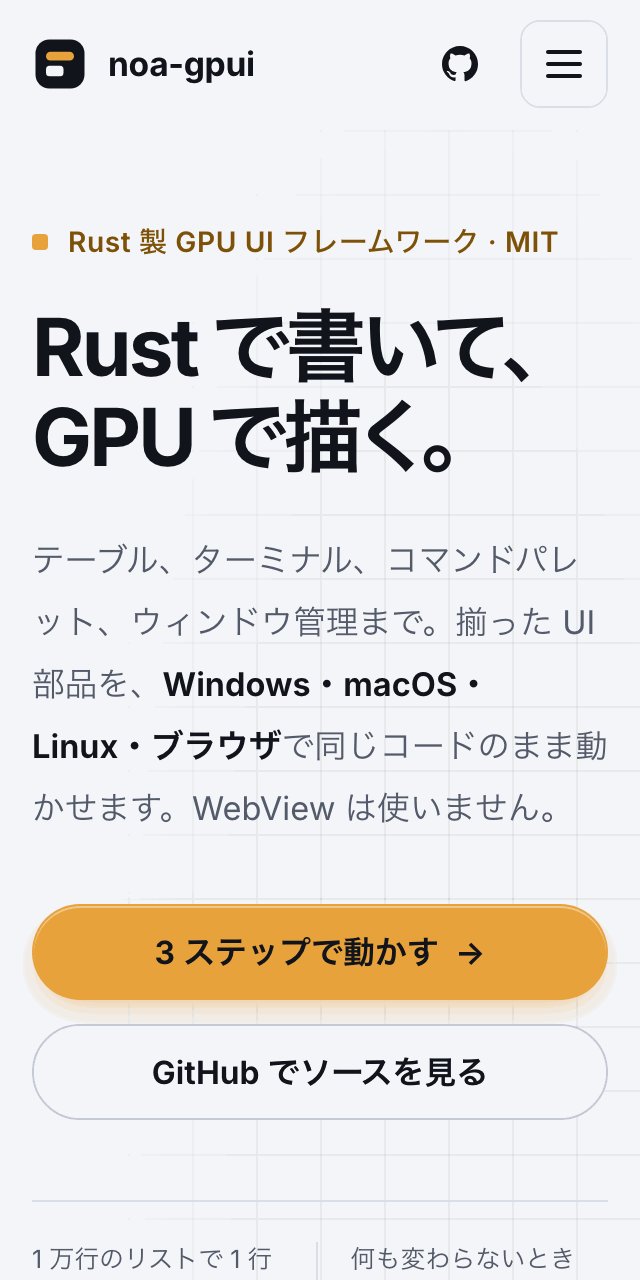 noa-gpui
Rust 製 GPU UI フレームワーク · MIT
Rust で書いて、
GPU で描く。
テーブル、ターミナル、コマンドパレ
ット、ウィンドウ管理まで。揃った UI
部品を、Windows・macOS・
Linux・ブラウザで同じコードのまま動
かせます。WebView は使いません。
3 ステップで動かす →
GitHub でソースを見る
1 万行のリストで 1 行
何も変わらないとき